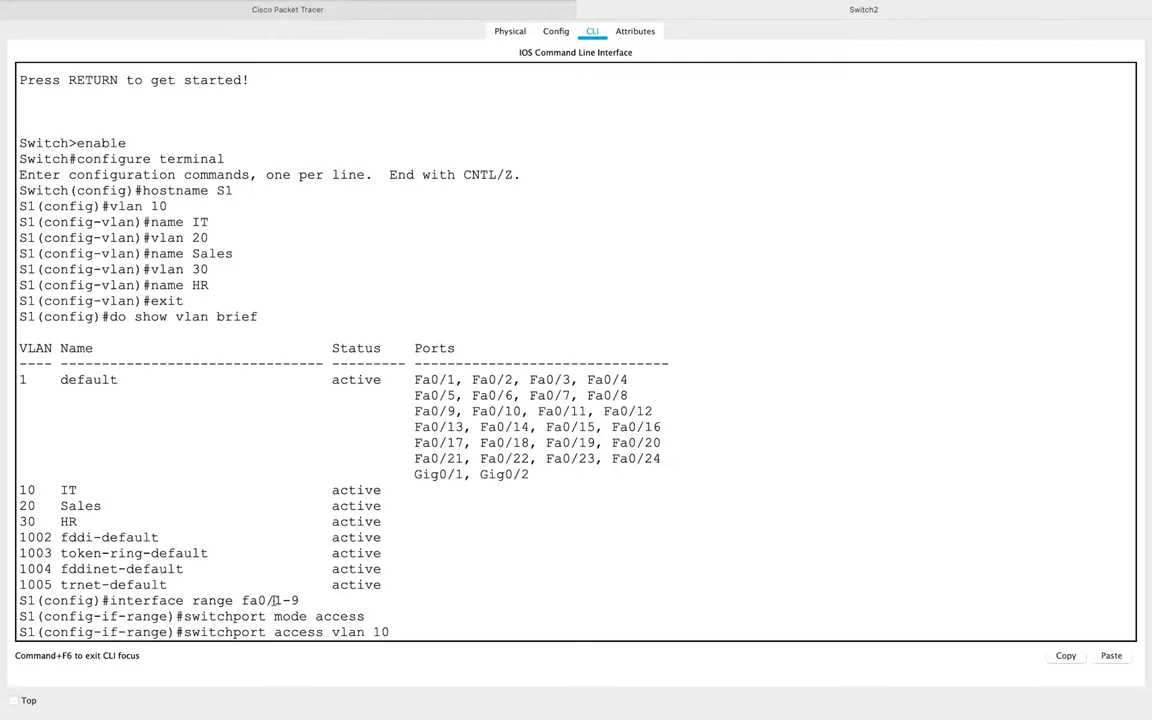 Cisco Packet Tracer Switch2
Physical Config CLI Attributes
IOS Command Line Interface
Press RETURN to get started!
Switch>enable
Switch#configure terminal
Enter configuration commands, one per line.  End with CNTL/Z.
Switch(config)#hostname S1
S1(config)#vlan 10
S1(config-vlan)#name IT
S1(config-vlan)#vlan 20
S1(config-vlan)#name Sales
S1(config-vlan)#vlan 30
S1(config-vlan)#name HR
S1(config-vlan)#exit
S1(config)#do show vlan brief
VLAN Name                             Status    Ports
---- -------------------------------- --------- -------------------------------
1    default                          active    Fa0/1, Fa0/2, Fa0/3, Fa0/4
                                                Fa0/5, Fa0/6, Fa0/7, Fa0/8
                                                Fa0/9, Fa0/10, Fa0/11, Fa0/12
                                                Fa0/13, Fa0/14, Fa0/15, Fa0/16
                                                Fa0/17, Fa0/18, Fa0/19, Fa0/20
                                                Fa0/21, Fa0/22, Fa0/23, Fa0/24
                                                Gig0/1, Gig0/2
10   IT                               active
20   Sales                            active
30   HR                               active
1002 fddi-default                     active
1003 token-ring-default               active
1004 fddinet-default                  active
1005 trnet-default                    active
S1(config)#interface range fa0/1-9
S1(config-if-range)#switchport mode access
S1(config-if-range)#switchport access vlan 10
Command+F6 to exit CLI focus
Copy Paste
Top